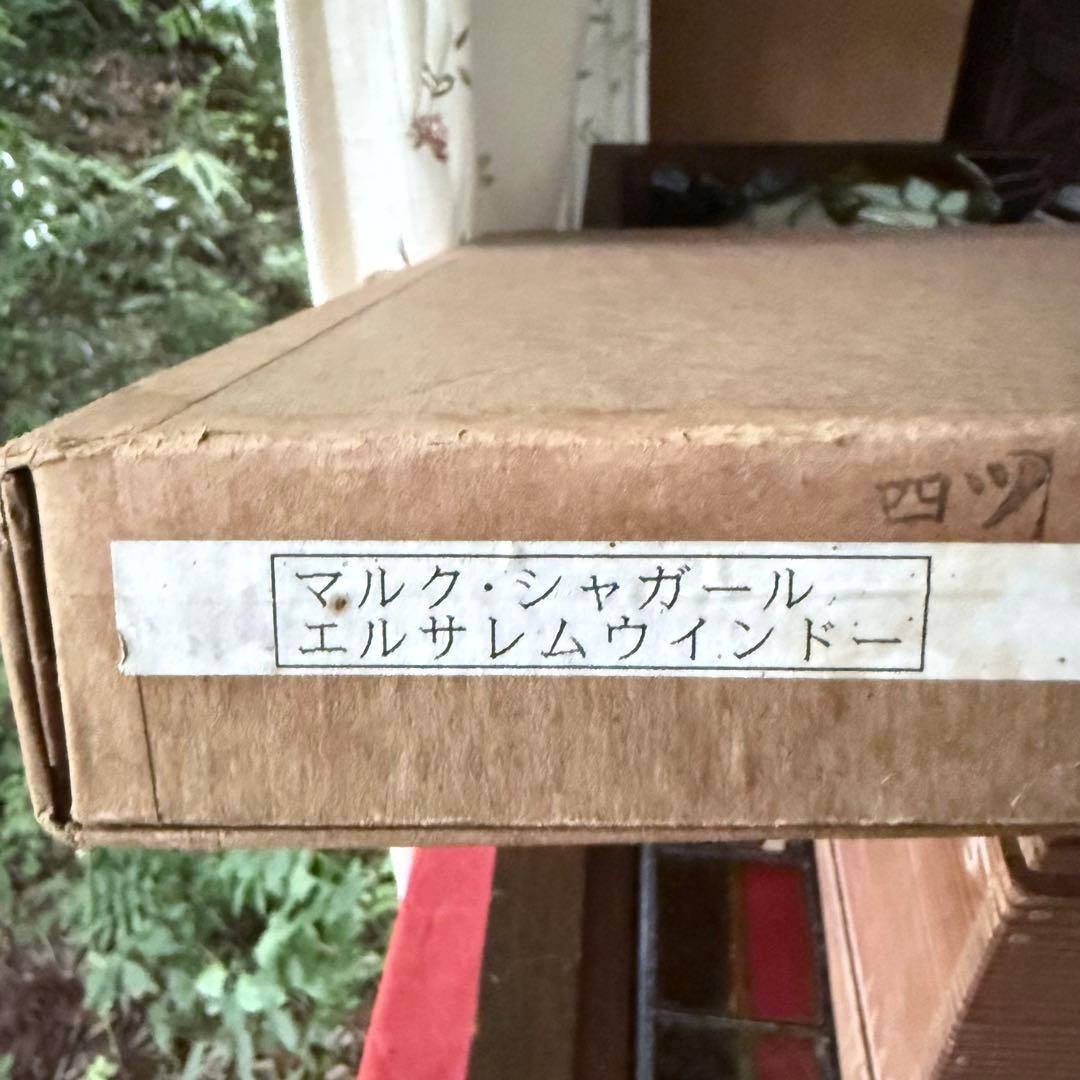 四ツ
マルク・シャガール
エルサレムウインドー